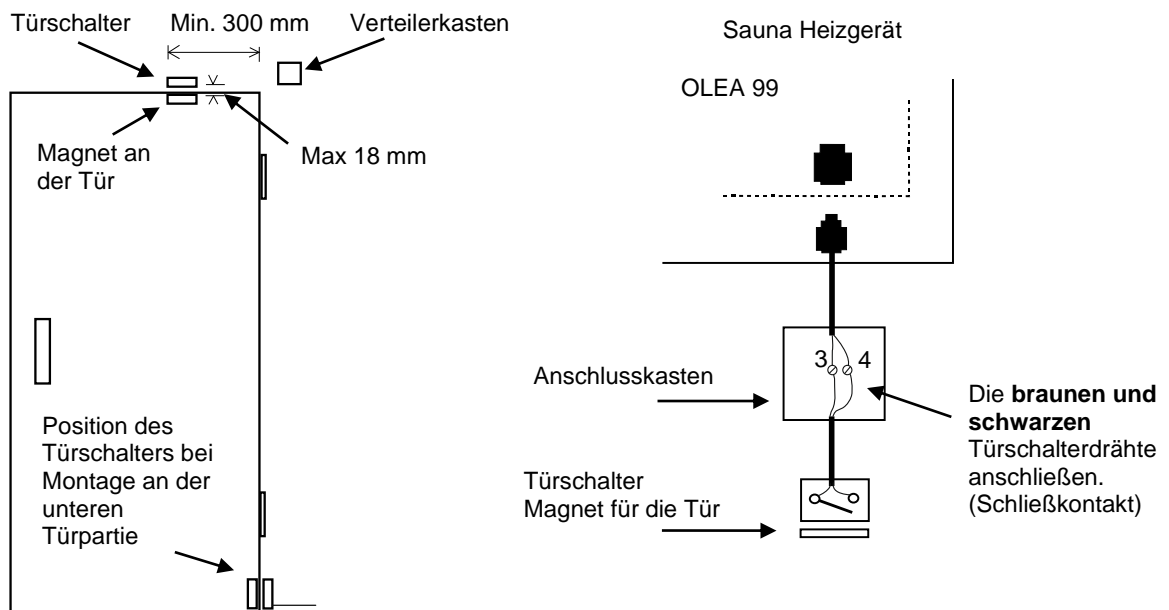 Türschalter
Min. 300 mm
Verteilerkasten
Magnet an
der Tür
Max 18 mm
Position des
Türschalters bei
Montage an der
unteren
Türpartie
Sauna Heizgerät
OLEA 99
3
4
Anschlusskasten
Die braunen und
schwarzen
Türschalterdrähte
anschließen.
(Schließkontakt)
Türschalter
Magnet für die Tür